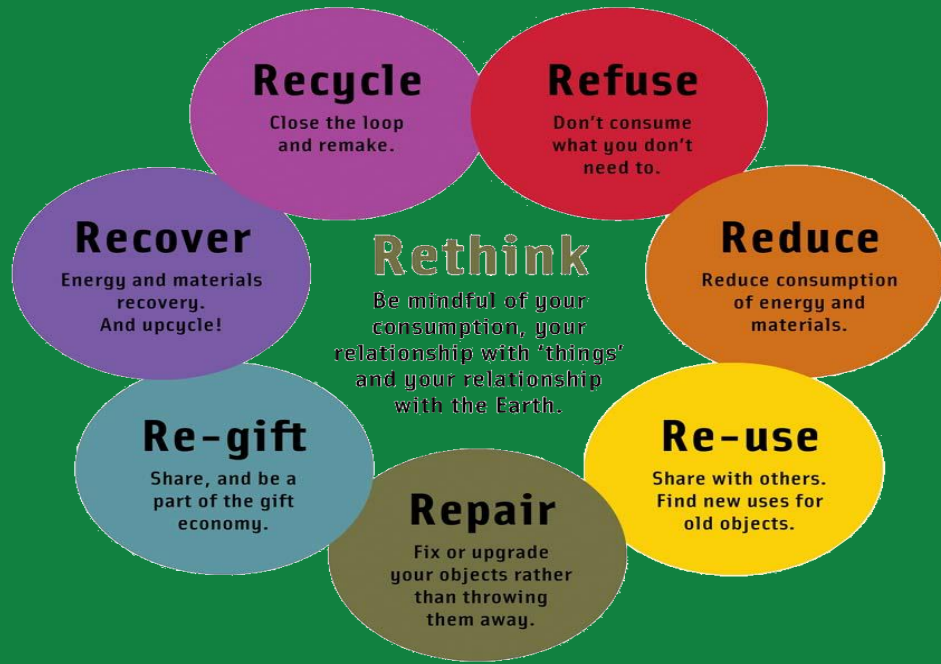 Recycle
Close the loop
and remake.
Refuse
Don't consume
what you don't
need to.
Recover
Energy and materials
recovery.
And upcycle!
Rethink
Be mindful of your
consumption, your
relationship with 'things'
and your relationship
with the Earth.
Reduce
Reduce consumption
of energy and
materials.
Re-gift
Share, and be a
part of the gift
economy.
Repair
Fix or upgrade
your objects rather
than throwing
them away.
Re-use
Share with others.
Find new uses for
old objects.